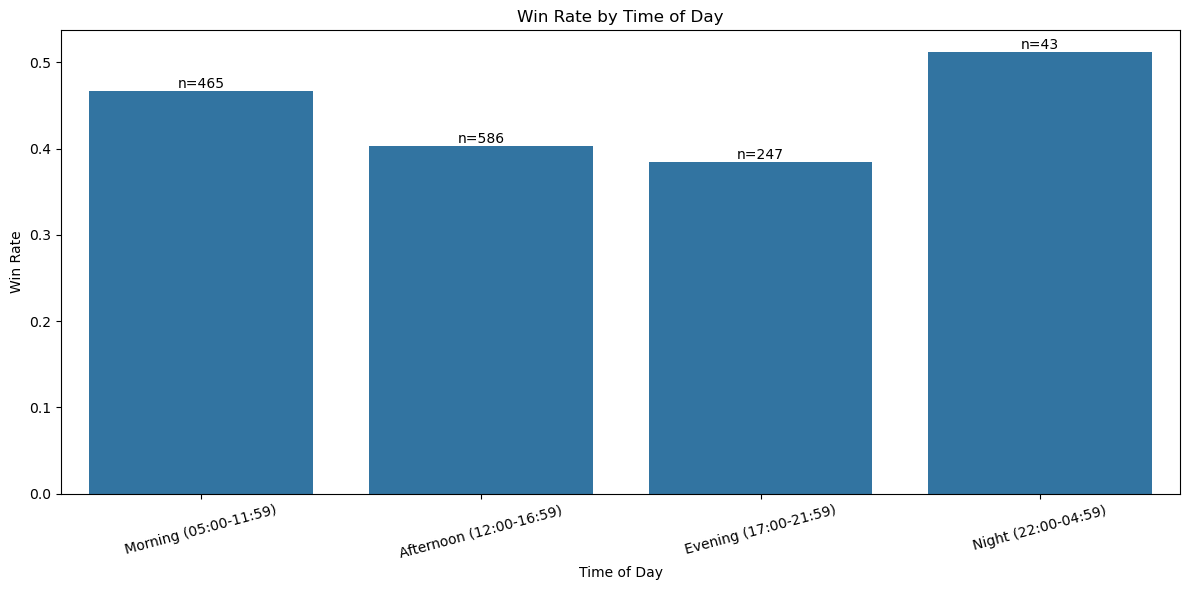 Win Rate by Time of Day
n=465
n=586
n=247
n=43
Win Rate
0.5
0.4
0.3
0.2
0.1
0.0
Morning (05:00-11:59)
Afternoon (12:00-16:59)
Evening (17:00-21:59)
Night (22:00-04:59)
Time of Day